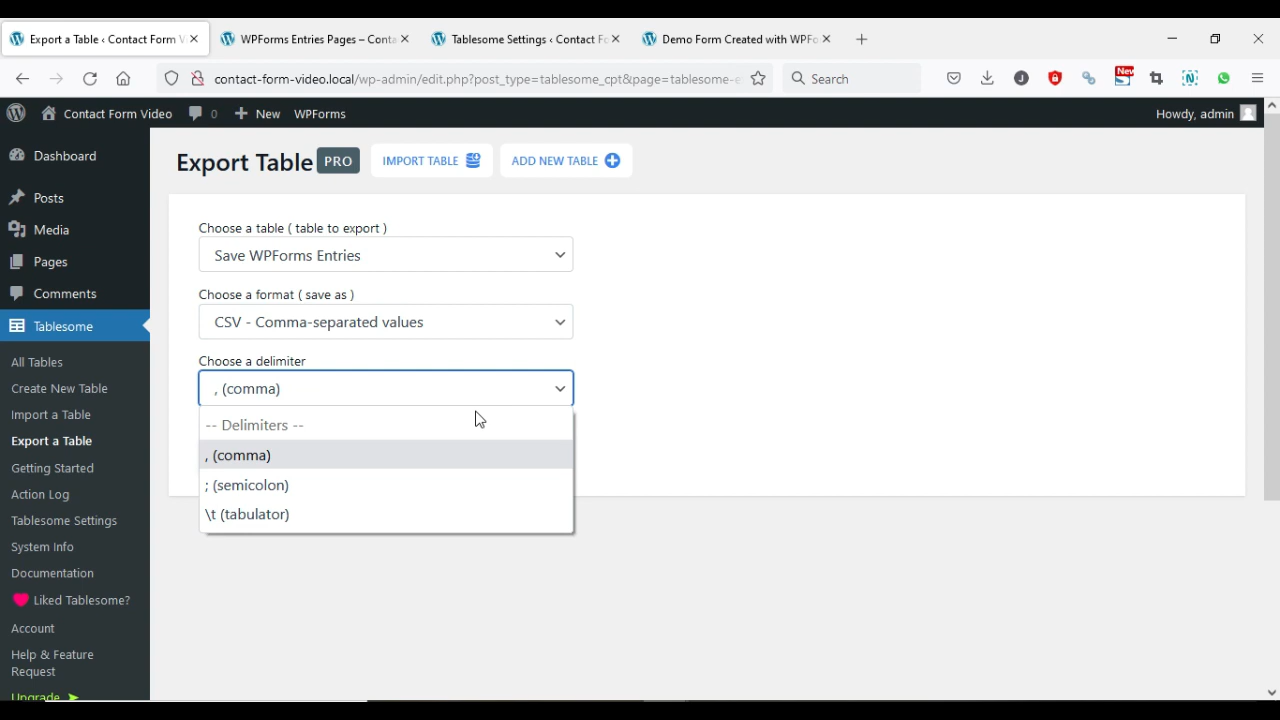 Export a Table ‹ Contact Form V
WPForms Entries Pages – Conta
Tablesome Settings ‹ Contact Fo
Demo Form Created with WPFo
contact-form-video.local/wp-admin/edit.php?post_type=tablesome_cpt&page=tablesome-e
Search
J
New
N
Contact Form Video
0
New
WPForms
Howdy, admin
Dashboard
Posts
Media
Pages
Comments
Tablesome
All Tables
Create New Table
Import a Table
Export a Table
Getting Started
Action Log
Tablesome Settings
System Info
Documentation
Liked Tablesome?
Account
Help & Feature
Request
Upgrade ➤
Export Table PRO
IMPORT TABLE
ADD NEW TABLE
Choose a table ( table to export )
Save WPForms Entries
Choose a format ( save as )
CSV - Comma-separated values
Choose a delimiter
, (comma)
-- Delimiters --
, (comma)
; (semicolon)
\t (tabulator)